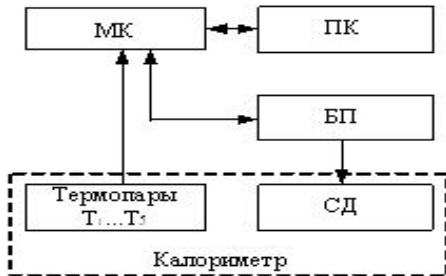 МК
ПК
БП
Термопары
T₁...T₅
СД
Калориметр